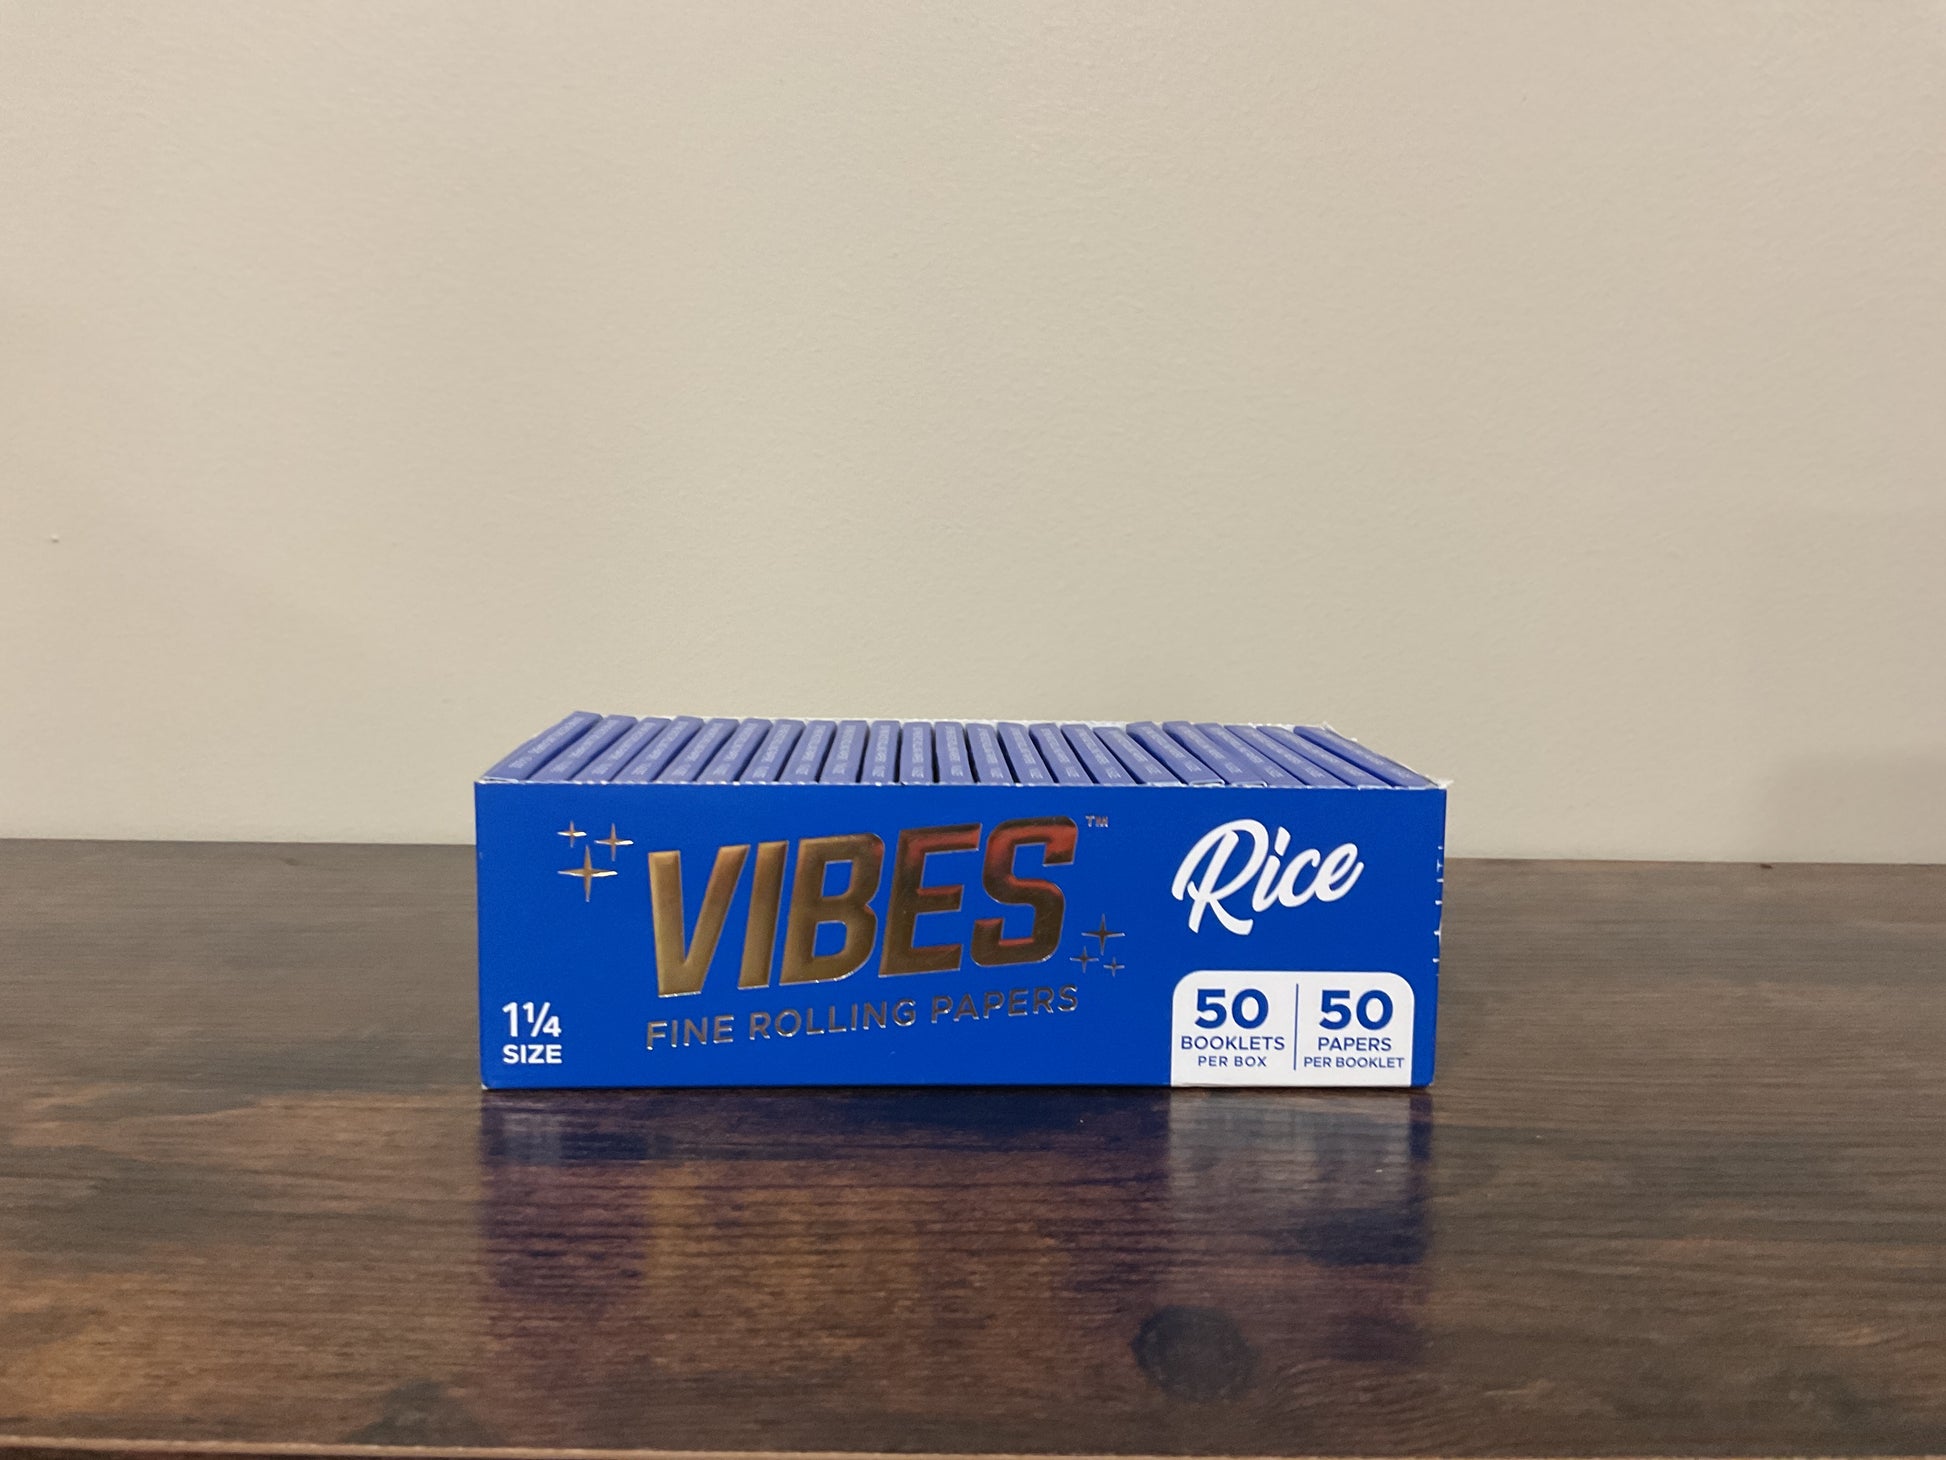 VIBES™
FINE ROLLING PAPERS
Rice
1¼
SIZE
50
BOOKLETS
PER BOX
50
PAPERS
PER BOOKLET